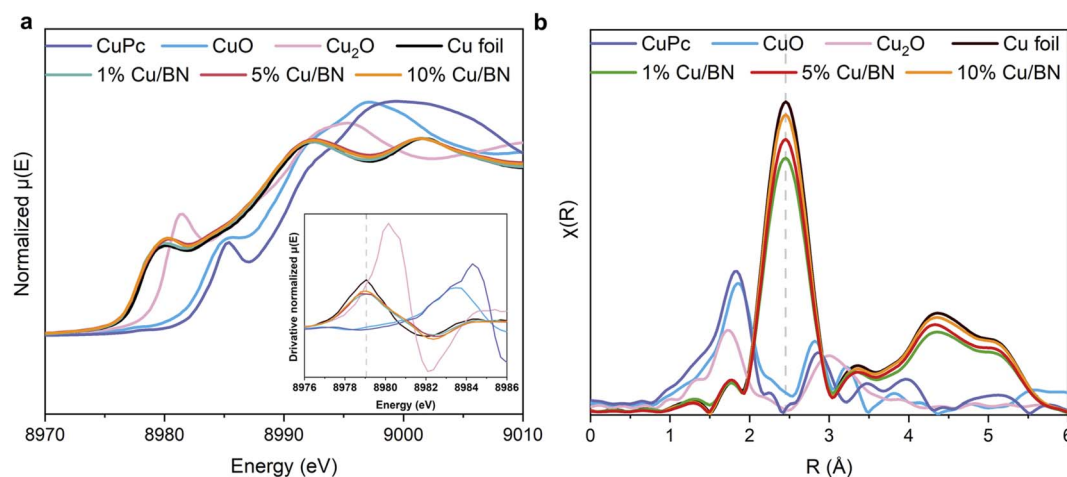 a
CuPc CuO Cu₂O Cu foil
1% Cu/BN 5% Cu/BN 10% Cu/BN
Normalized μ(E)
Drivative normalized μ(E)
8976 8978 8980 8982 8984 8986
Energy (eV)
8970 8980 8990 9000 9010
Energy (eV)
b
CuPc CuO Cu₂O Cu foil
1% Cu/BN 5% Cu/BN 10% Cu/BN
χ(R)
0 1 2 3 4 5 6
R (Å)